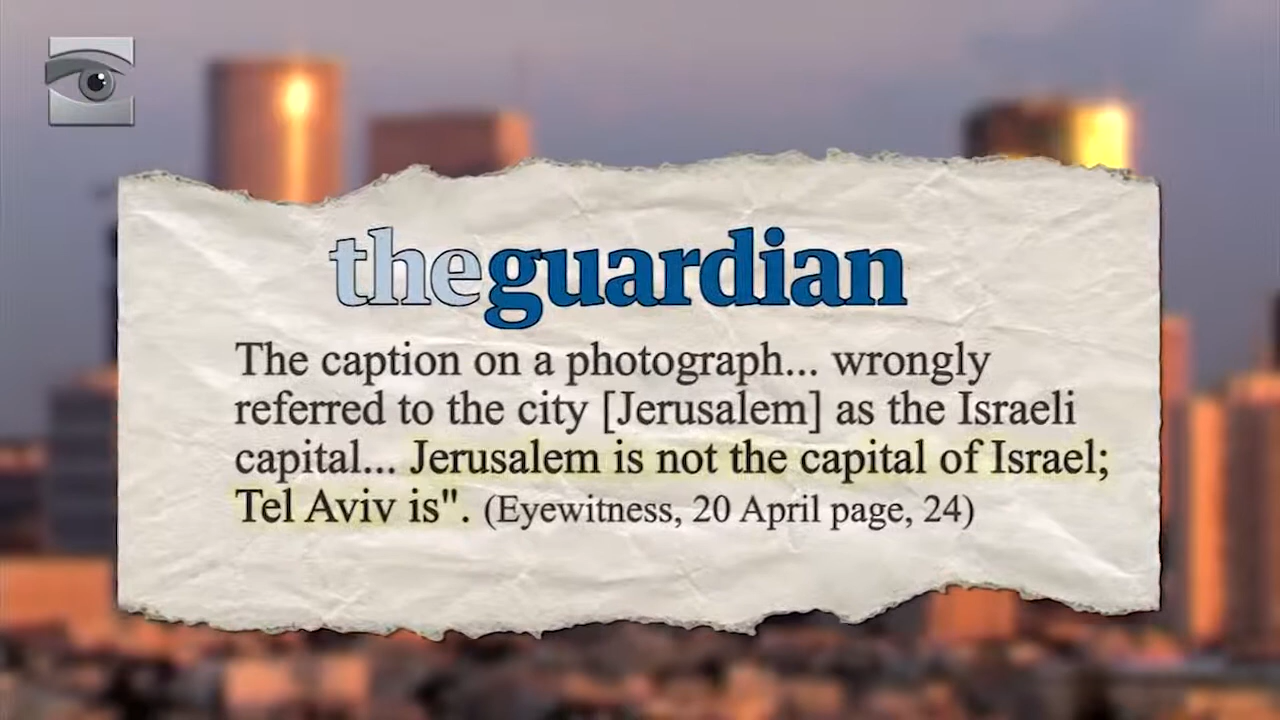 theguardian
The caption on a photograph... wrongly
referred to the city [Jerusalem] as the Israeli
capital... Jerusalem is not the capital of Israel;
Tel Aviv is". (Eyewitness, 20 April page, 24)